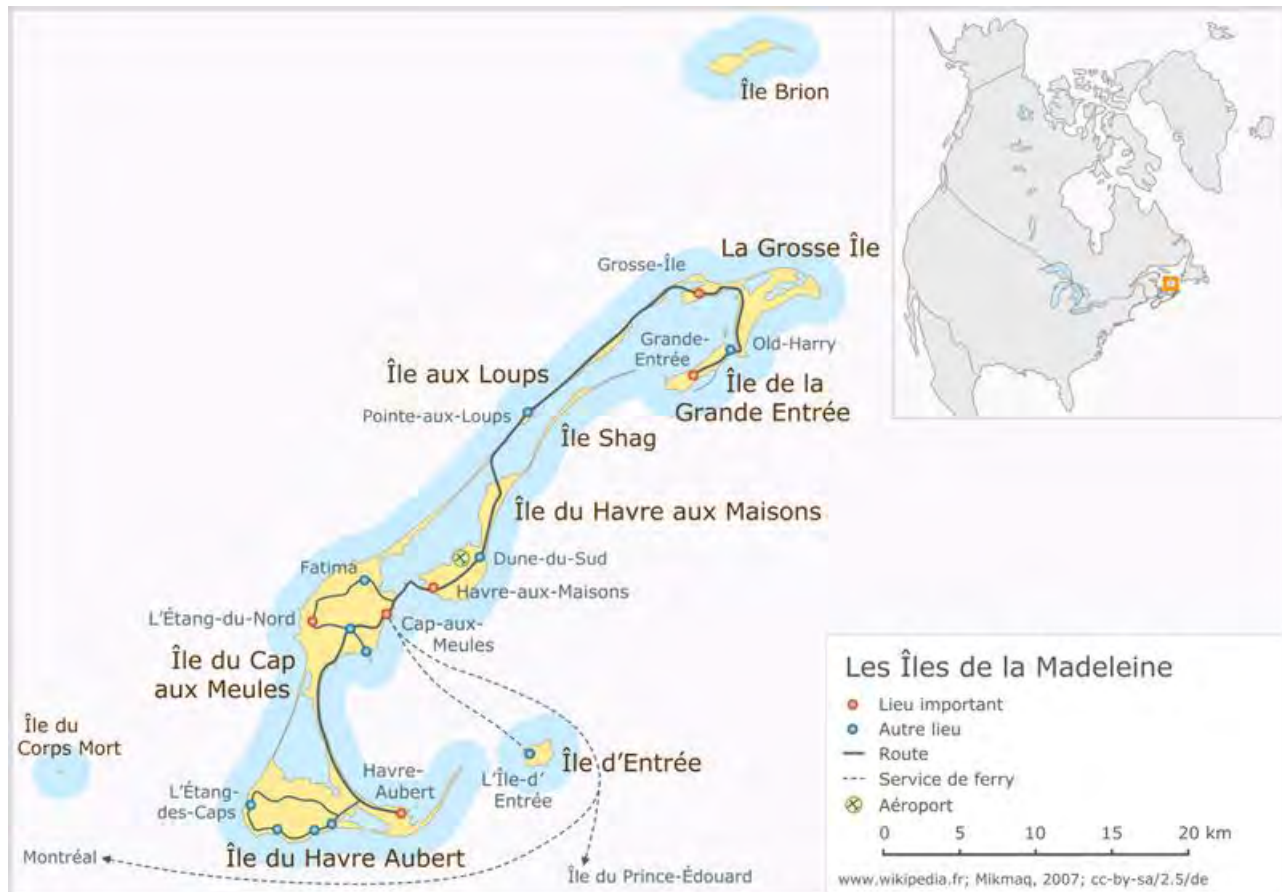 Île Brion
La Grosse Île
Grosse-Île
Grande-
Entrée
Old-Harry
Île aux Loups
Île de la
Grande Entrée
Pointe-aux-Loups
Île Shag
Île du Havre aux Maisons
Fatima
Dune-du-Sud
Havre-aux-Maisons
L'Étang-du-Nord
Cap-aux-
Meules
Île du Cap
aux Meules
Île du
Corps Mort
Île d'Entrée
L'Île-d'
Entrée
Havre-
Aubert
L'Étang-
des-Caps
Île du Havre Aubert
Montréal
Île du Prince-Édouard
Les Îles de la Madeleine
Lieu important
Autre lieu
Route
Service de ferry
Aéroport
0 5 10 15 20 km
www.wikipedia.fr; Mikmaq, 2007; cc-by-sa/2.5/de